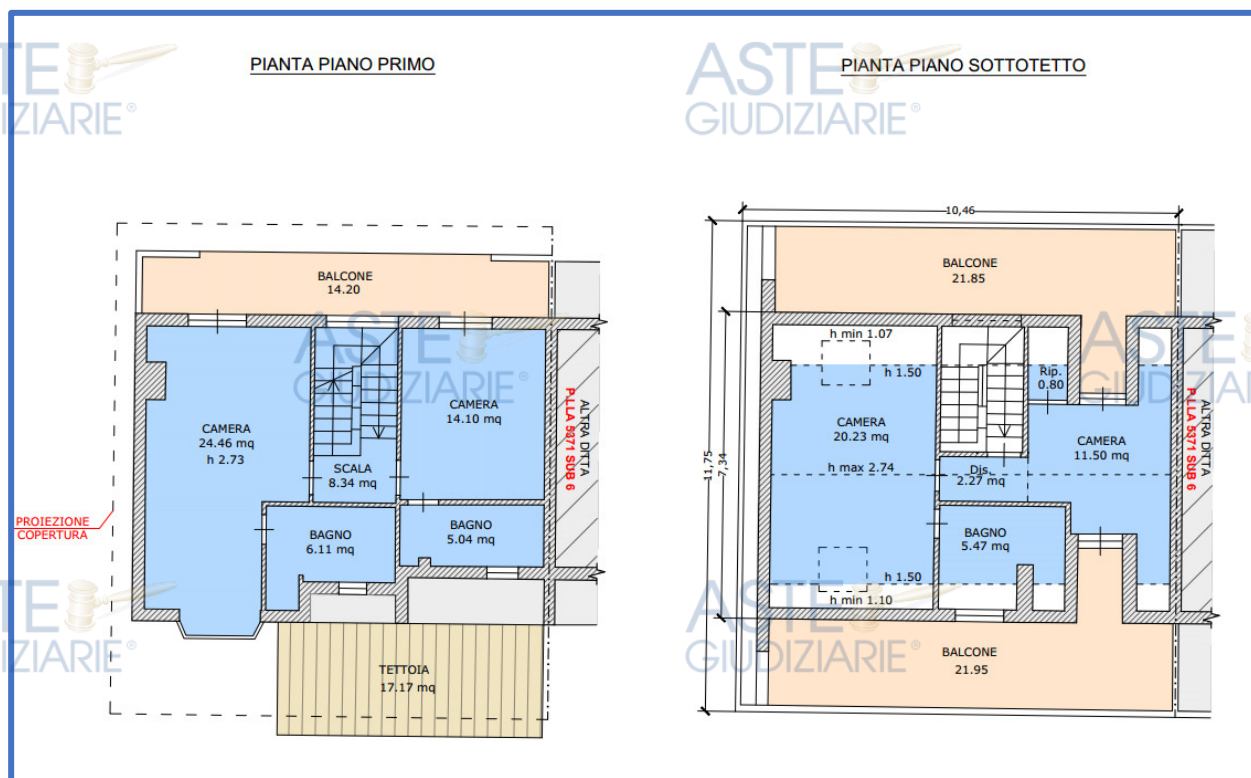 PIANTA PIANO PRIMO
BALCONE
14.20
CAMERA
24.46 mq
h 2.73
CAMERA
14.10 mq
SCALA
8.34 mq
BAGNO
6.11 mq
BAGNO
5.04 mq
PROIEZIONE
COPERTURA
TETTOIA
17.17 mq
ALTRA DITTA
P.LLA 5371 SUB 6
PIANTA PIANO SOTTOTETTO
10,46
11,75
7,34
BALCONE
21.85
h min 1.07
h 1.50
Rip.
0.80
CAMERA
20.23 mq
CAMERA
11.50 mq
h max 2.74
Dis.
2.27 mq
BAGNO
5.47 mq
h 1.50
h min 1.10
BALCONE
21.95
ALTRA DITTA
P.LLA 5371 SUB 6
ASTE
GIUDIZIARIE®
ASTE
GIUDIZIARIE®
ASTE
GIUDIZIARIE®